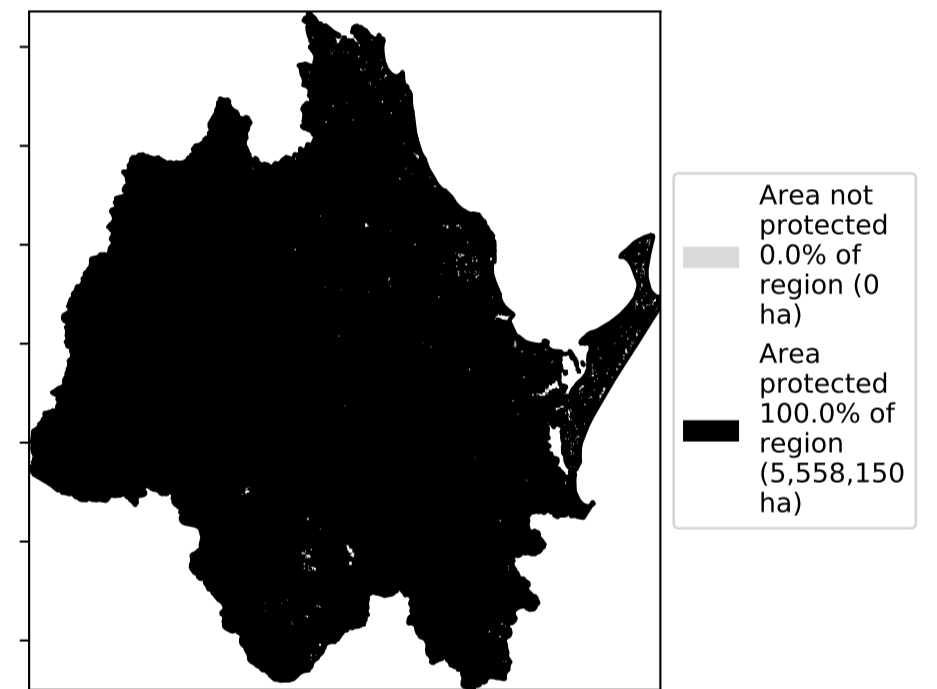 Area not
protected
0.0% of
region (0
ha)
Area
protected
100.0% of
region
(5,558,150
ha)